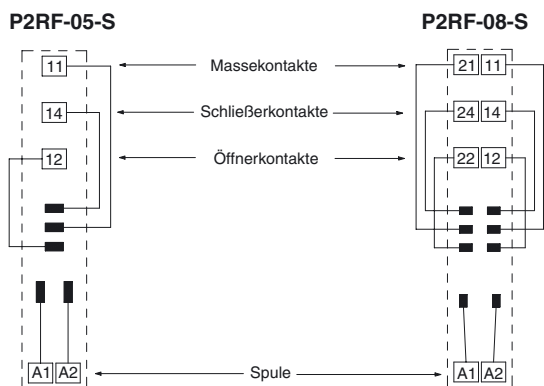 P2RF-05-S
P2RF-08-S
11 Massekontakte 21 11
14 Schließerkontakte 24 14
12 Öffnerkontakte 22 12
A1 A2 Spule A1 A2